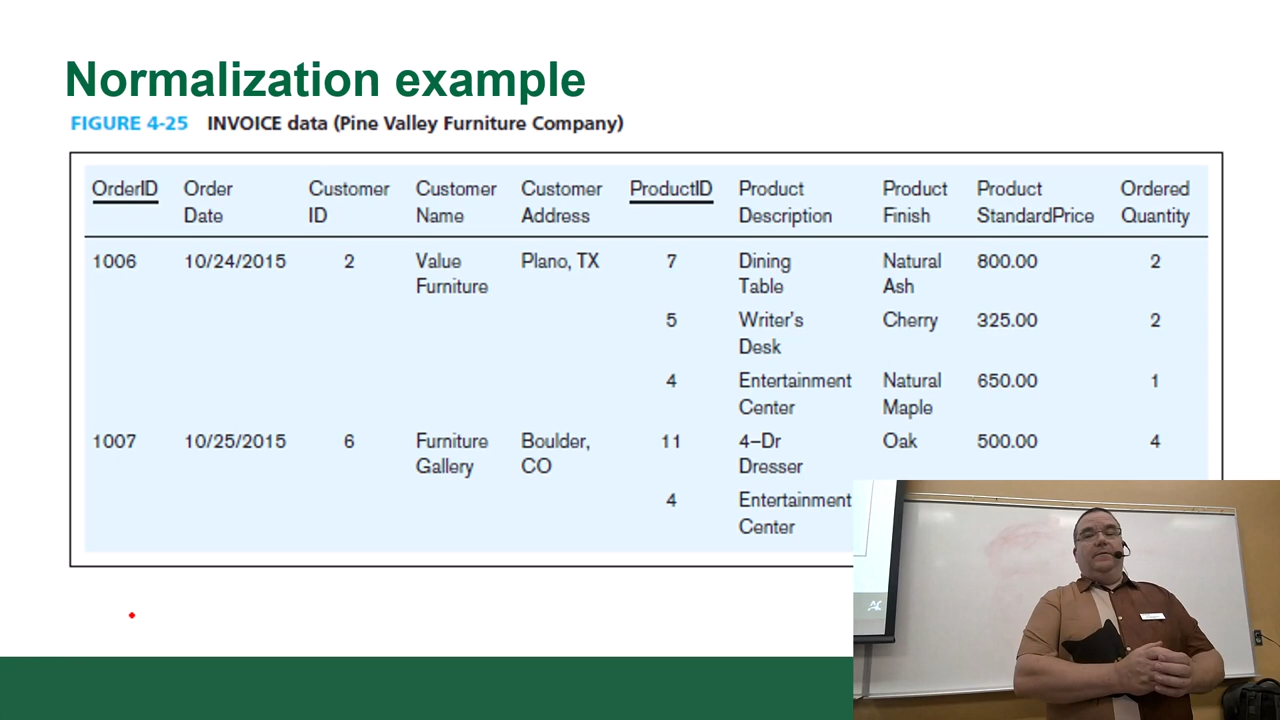 Normalization example
FIGURE 4-25 INVOICE data (Pine Valley Furniture Company)
OrderID Order Date Customer ID Customer Name Customer Address ProductID Product Description Product Finish Product StandardPrice Ordered Quantity
1006 10/24/2015 2 Value Furniture Plano, TX 7 Dining Table Natural Ash 800.00 2
5 Writer's Desk Cherry 325.00 2
4 Entertainment Center Natural Maple 650.00 1
1007 10/25/2015 6 Furniture Gallery Boulder, CO 11 4–Dr Dresser Oak 500.00 4
4 Entertainment Center